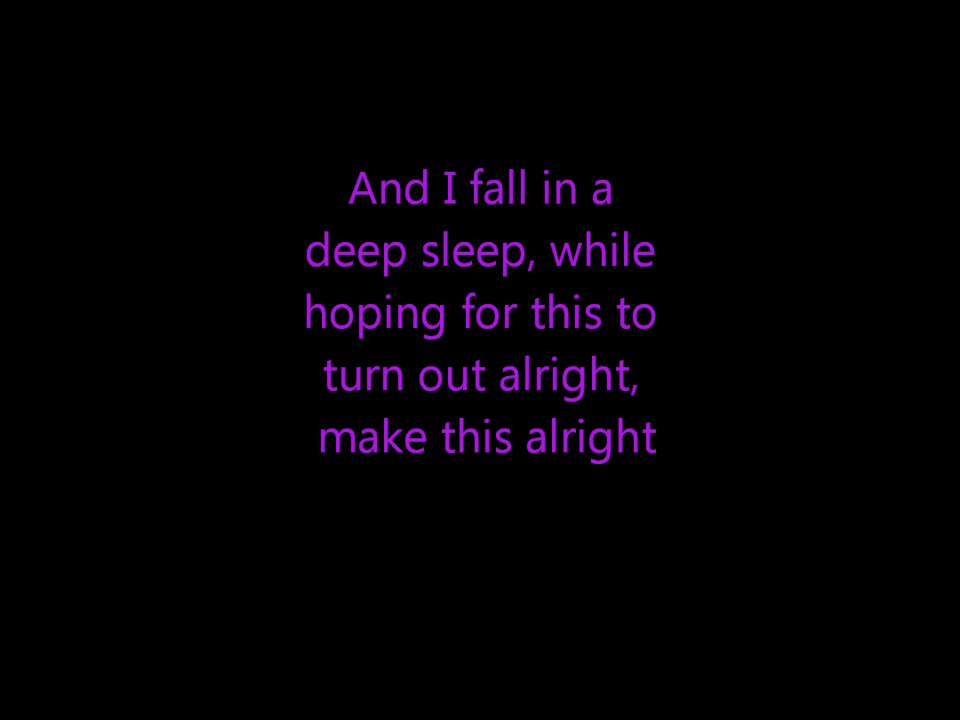 And I fall in a
deep sleep, while
hoping for this to
turn out alright,
make this alright